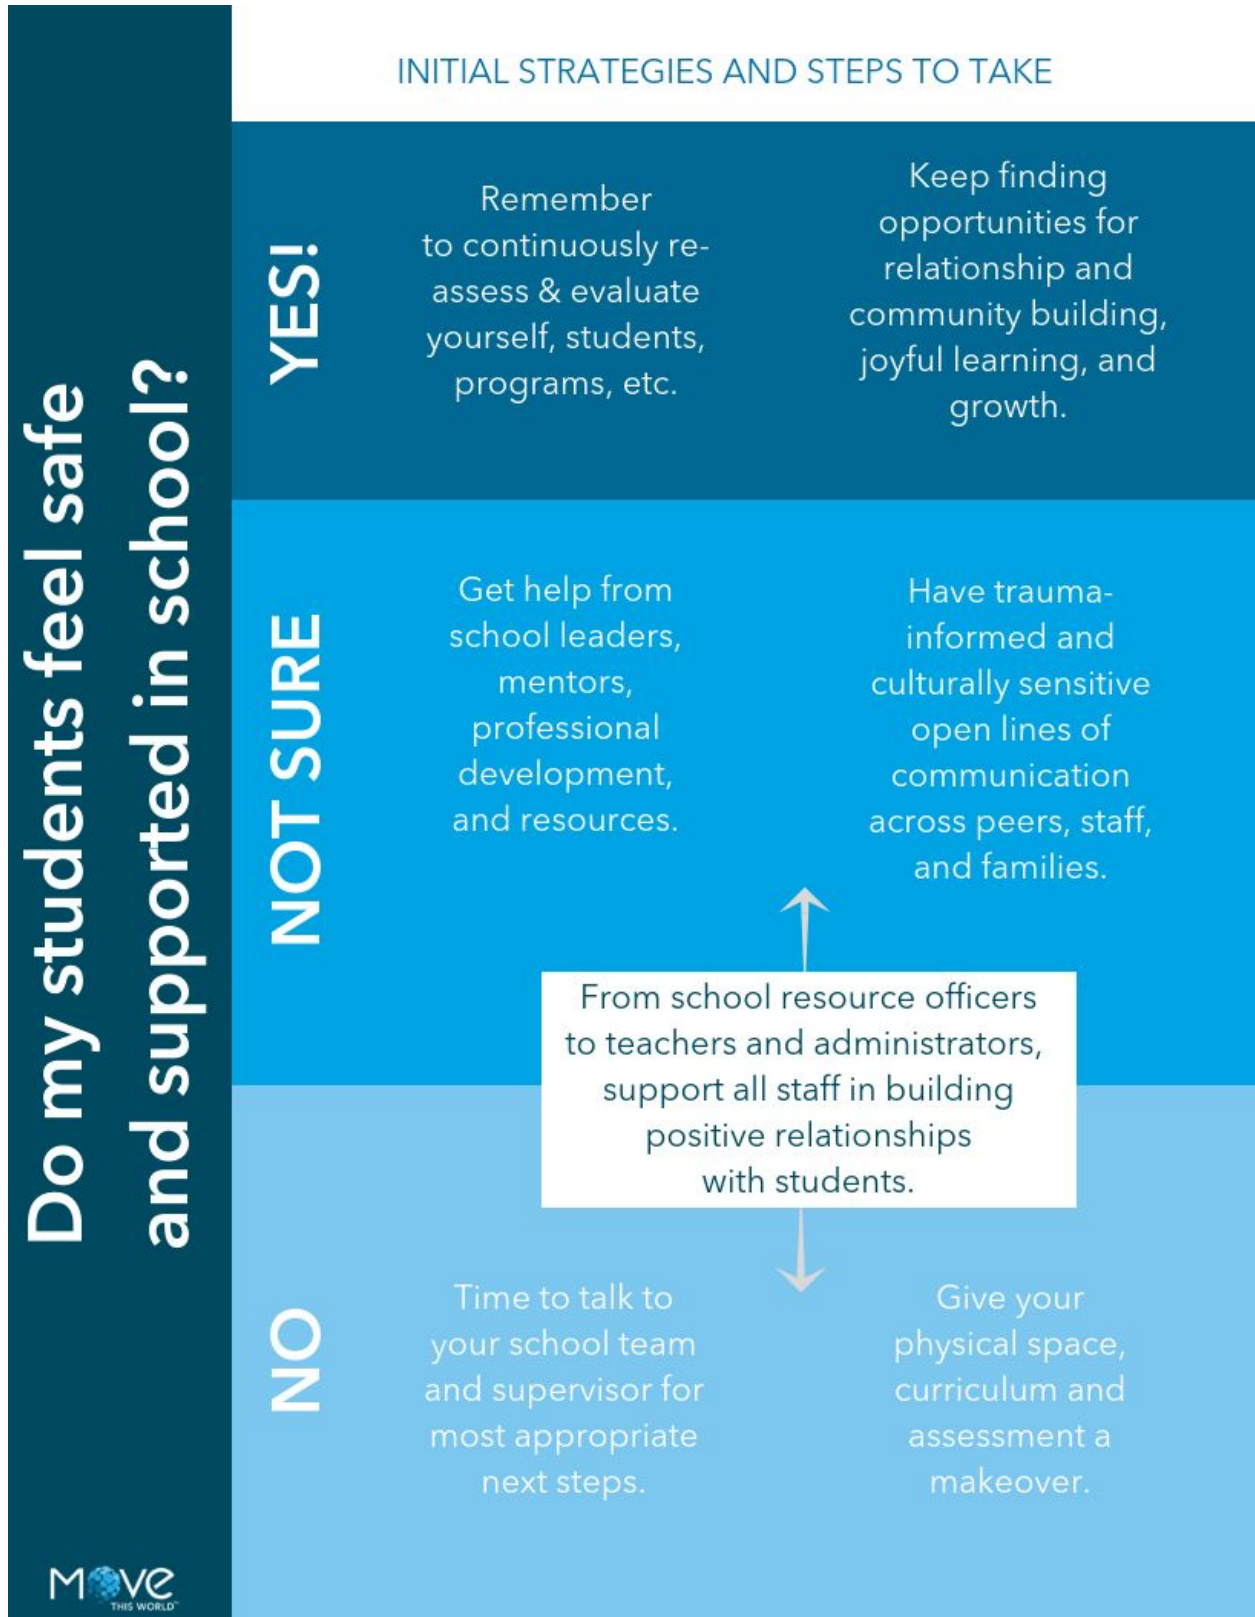 Do my students feel safe
and supported in school?
INITIAL STRATEGIES AND STEPS TO TAKE
YES!
Remember
to continuously re-
assess & evaluate
yourself, students,
programs, etc.
Keep finding
opportunities for
relationship and
community building,
joyful learning, and
growth.
NOT SURE
Get help from
school leaders,
mentors,
professional
development,
and resources.
Have trauma-
informed and
culturally sensitive
open lines of
communication
across peers, staff,
and families.
From school resource officers
to teachers and administrators,
support all staff in building
positive relationships
with students.
NO
Time to talk to
your school team
and supervisor for
most appropriate
next steps.
Give your
physical space,
curriculum and
assessment a
makeover.
MOVE
THIS WORLD™